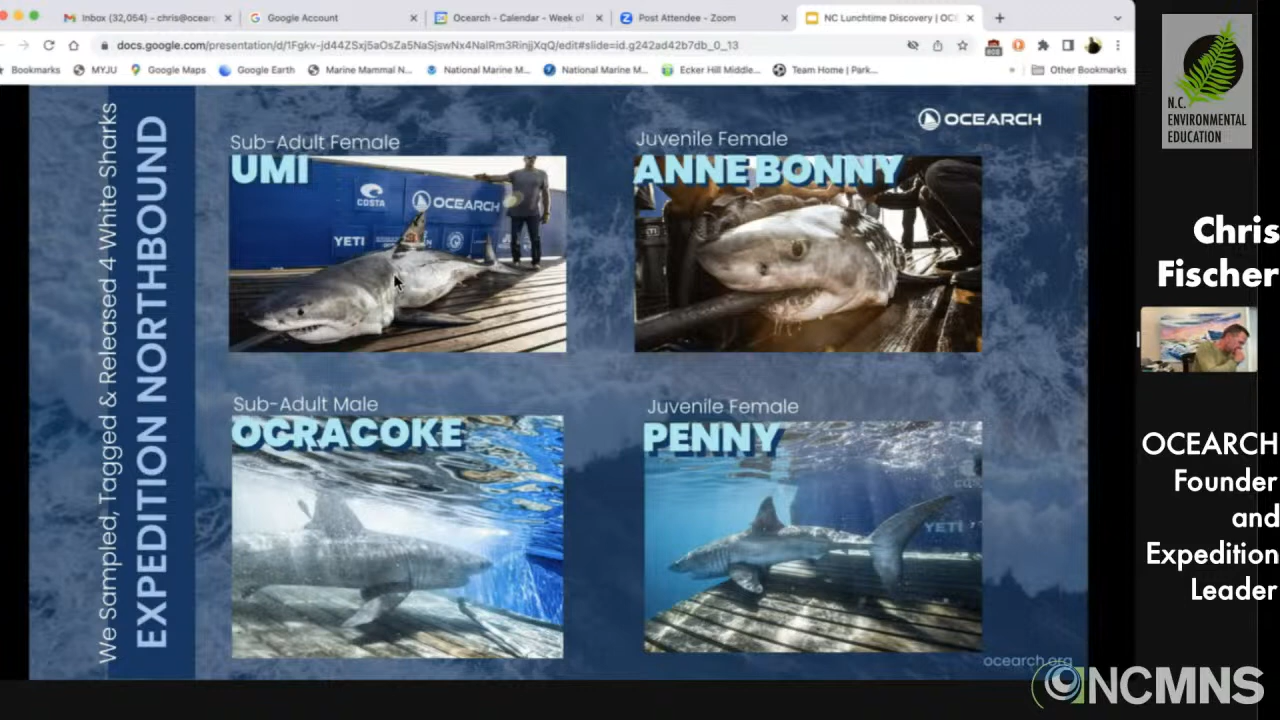 Inbox (32,054) - chris@ocearc
Google Account
Ocearch - Calendar - Week of
Post Attendee - Zoom
NC Lunchtime Discovery | OCE
docs.google.com/presentation/d/1Fgkv-jd44ZSxj5aOsZa5NaSjswNx4NalRm3RinjjXqQ/edit#slide=id.g242ad42b7db_0_13
Bookmarks
MYJU
Google Maps
Google Earth
Marine Mammal N...
National Marine M...
National Marine M...
Ecker Hill Middle...
Team Home | Park...
Other Bookmarks
We Sampled, Tagged & Released 4 White Sharks
EXPEDITION NORTHBOUND
OCEARCH
Sub-Adult Female
UMI
COSTA
OCEARCH
YETI
Juvenile Female
ANNE BONNY
Sub-Adult Male
OCRACOKE
Juvenile Female
PENNY
YETI
ocearch.org
N.C.
ENVIRONMENTAL
EDUCATION
Chris
Fischer
OCEARCH
Founder
and
Expedition
Leader
NCMNS